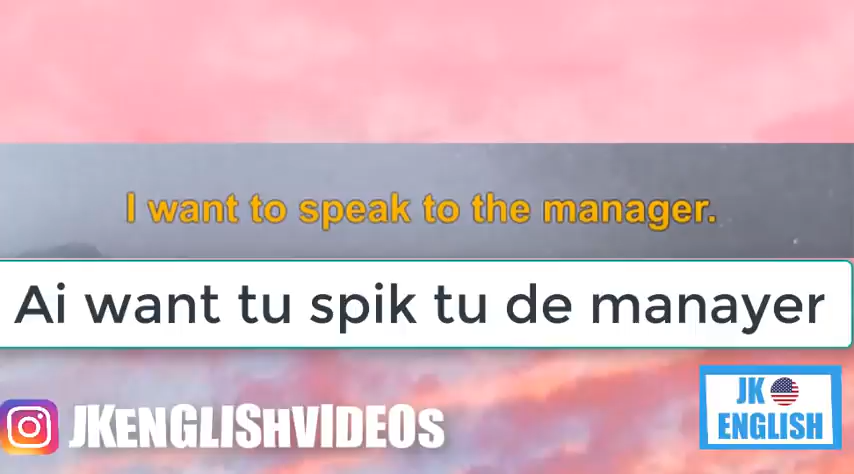 I want to speak to the manager.
Ai want tu spik tu de manayer
JKENGLISHVIDEOS
JK
ENGLISH